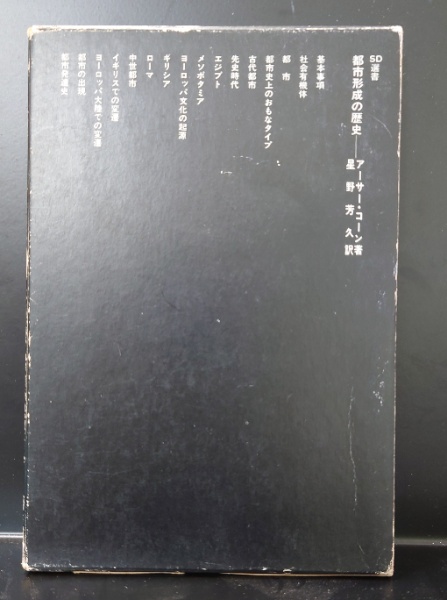 SD選書
都市形成の歴史——アーサー・コーン著
星野芳久訳
基本事項
社会有機体
都市
都市史上のおもなタイプ
古代都市
先史時代
エジプト
メソポタミア
ヨーロッパ文化の起源
ギリシア
ローマ
中世都市
イギリスでの変遷
ヨーロッパ大陸での変遷
都市の出現
都市発達史